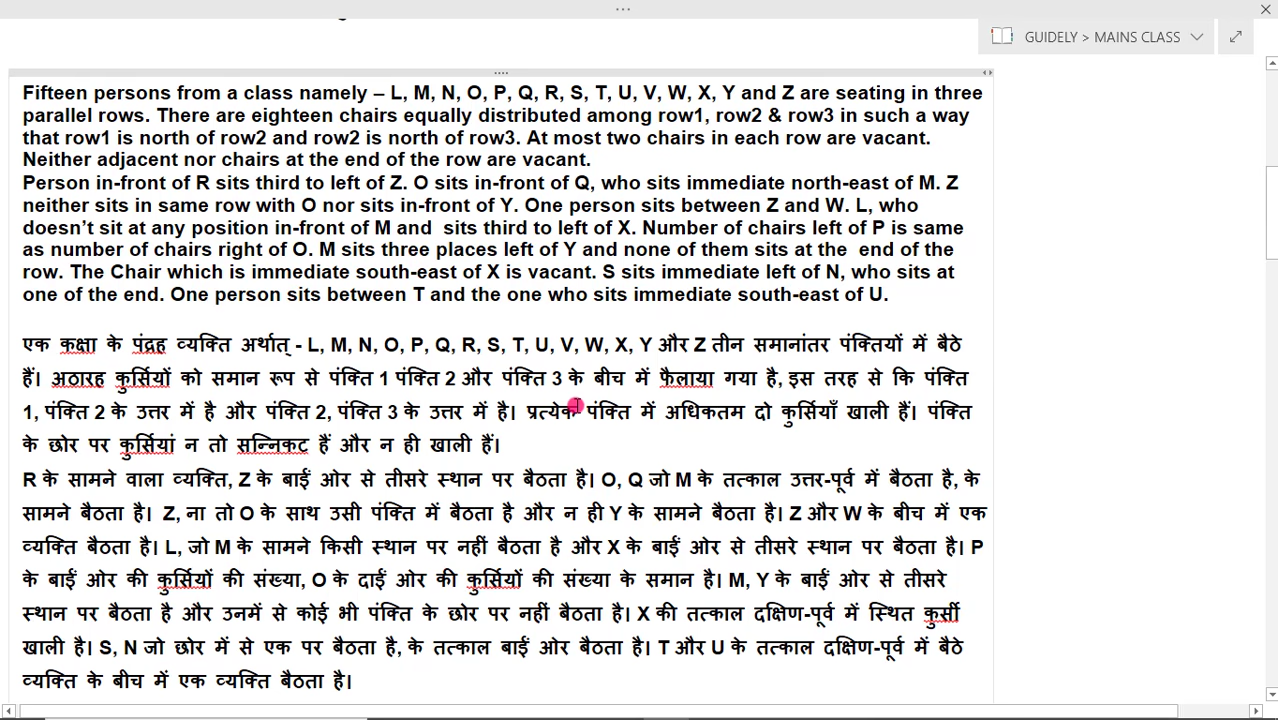 GUIDELY > MAINS CLASS
Fifteen persons from a class namely – L, M, N, O, P, Q, R, S, T, U, V, W, X, Y and Z are seating in three
parallel rows. There are eighteen chairs equally distributed among row1, row2 & row3 in such a way
that row1 is north of row2 and row2 is north of row3. At most two chairs in each row are vacant.
Neither adjacent nor chairs at the end of the row are vacant.
Person in-front of R sits third to left of Z. O sits in-front of Q, who sits immediate north-east of M. Z
neither sits in same row with O nor sits in-front of Y. One person sits between Z and W. L, who
doesn’t sit at any position in-front of M and sits third to left of X. Number of chairs left of P is same
as number of chairs right of O. M sits three places left of Y and none of them sits at the end of the
row. The Chair which is immediate south-east of X is vacant. S sits immediate left of N, who sits at
one of the end. One person sits between T and the one who sits immediate south-east of U.
एक कक्षा के पंद्रह व्यक्ति अर्थात् - L, M, N, O, P, Q, R, S, T, U, V, W, X, Y और Z तीन समानांतर पंक्तियों में बैठे
हैं। अठारह कुर्सियों को समान रूप से पंक्ति 1 पंक्ति 2 और पंक्ति 3 के बीच में फैलाया गया है, इस तरह से कि पंक्ति
1, पंक्ति 2 के उत्तर में है और पंक्ति 2, पंक्ति 3 के उत्तर में है। प्रत्येक पंक्ति में अधिकतम दो कुर्सियाँ खाली हैं। पंक्ति
के छोर पर कुर्सियां न तो सन्निकट हैं और न ही खाली हैं।
R के सामने वाला व्यक्ति, Z के बाईं ओर से तीसरे स्थान पर बैठता है। O, Q जो M के तत्काल उत्तर-पूर्व में बैठता है, के
सामने बैठता है। Z, ना तो O के साथ उसी पंक्ति में बैठता है और न ही Y के सामने बैठता है। Z और W के बीच में एक
व्यक्ति बैठता है। L, जो M के सामने किसी स्थान पर नहीं बैठता है और X के बाईं ओर से तीसरे स्थान पर बैठता है। P
के बाईं ओर की कुर्सियों की संख्या, O के दाईं ओर की कुर्सियों की संख्या के समान है। M, Y के बाईं ओर से तीसरे
स्थान पर बैठता है और उनमें से कोई भी पंक्ति के छोर पर नहीं बैठता है। X की तत्काल दक्षिण-पूर्व में स्थित कुर्सी
खाली है। S, N जो छोर में से एक पर बैठता है, के तत्काल बाईं ओर बैठता है। T और U के तत्काल दक्षिण-पूर्व में बैठे
व्यक्ति के बीच में एक व्यक्ति बैठता है।